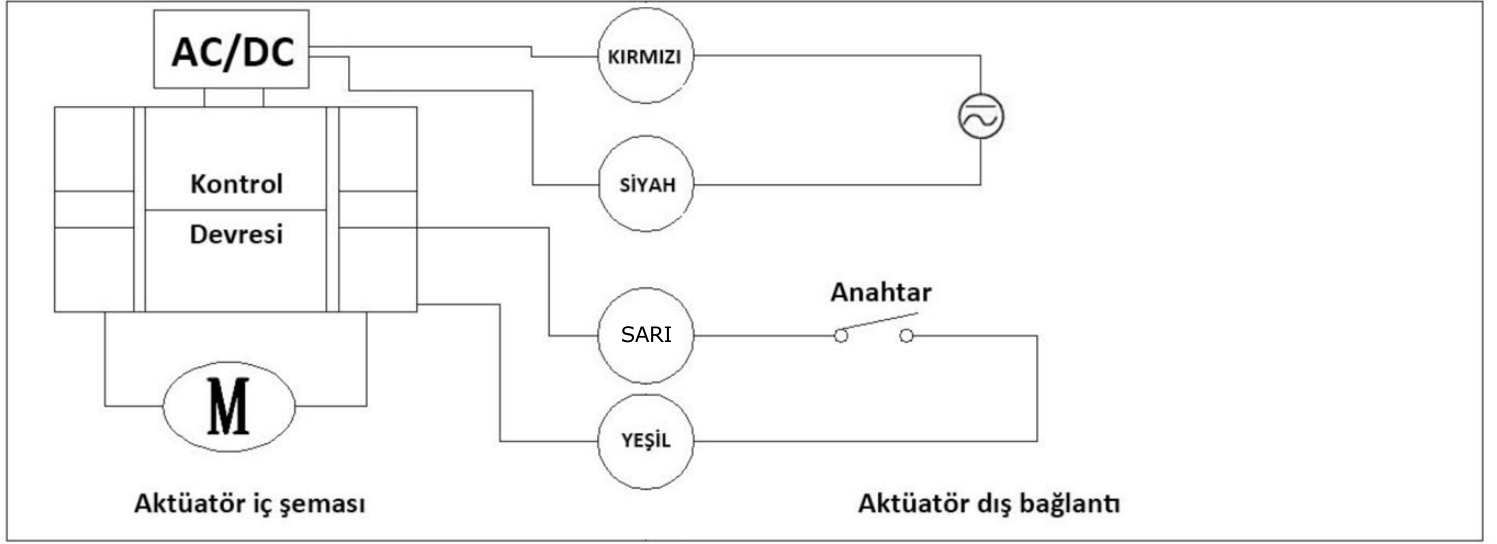 AC/DC
KIRMIZI
SİYAH
Kontrol
Devresi
Anahtar
SARI
M
YEŞİL
Aktüatör iç şeması
Aktüatör dış bağlantı